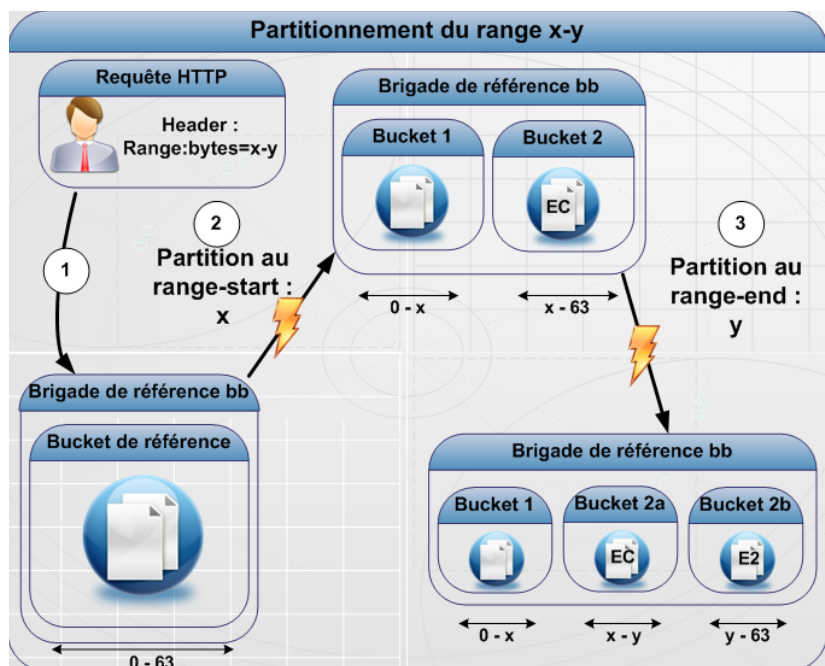 Partitionnement du range x-y
Requête HTTP
Header :
Range:bytes=x-y
1
2
Partition au
range-start :
x
Brigade de référence bb
Bucket 1
Bucket 2
EC
0 - x
x - 63
3
Partition au
range-end :
y
Brigade de référence bb
Bucket de référence
0 - 63
Brigade de référence bb
Bucket 1
Bucket 2a
Bucket 2b
EC
E2
0 - x
x - y
y - 63